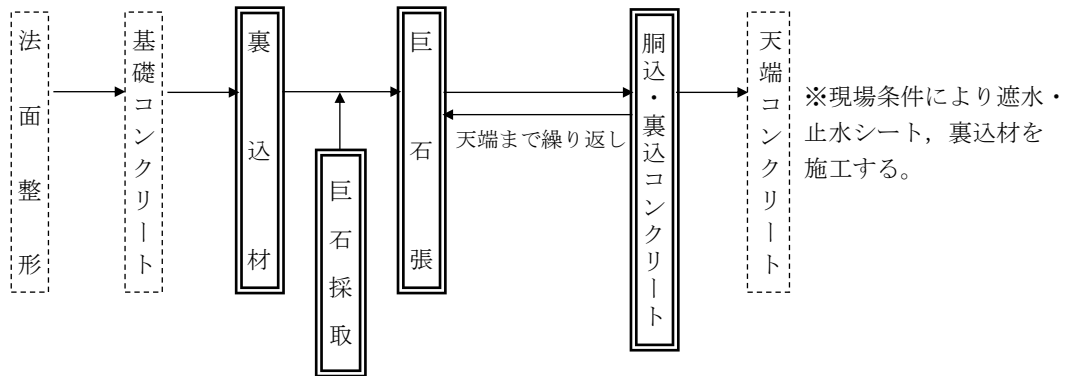 法面整形
基礎コンクリート
裏込材
巨石採取
巨石張
天端まで繰り返し
胴込・裏込コンクリート
天端コンクリート
※現場条件により遮水・
止水シート，裏込材を
施工する。